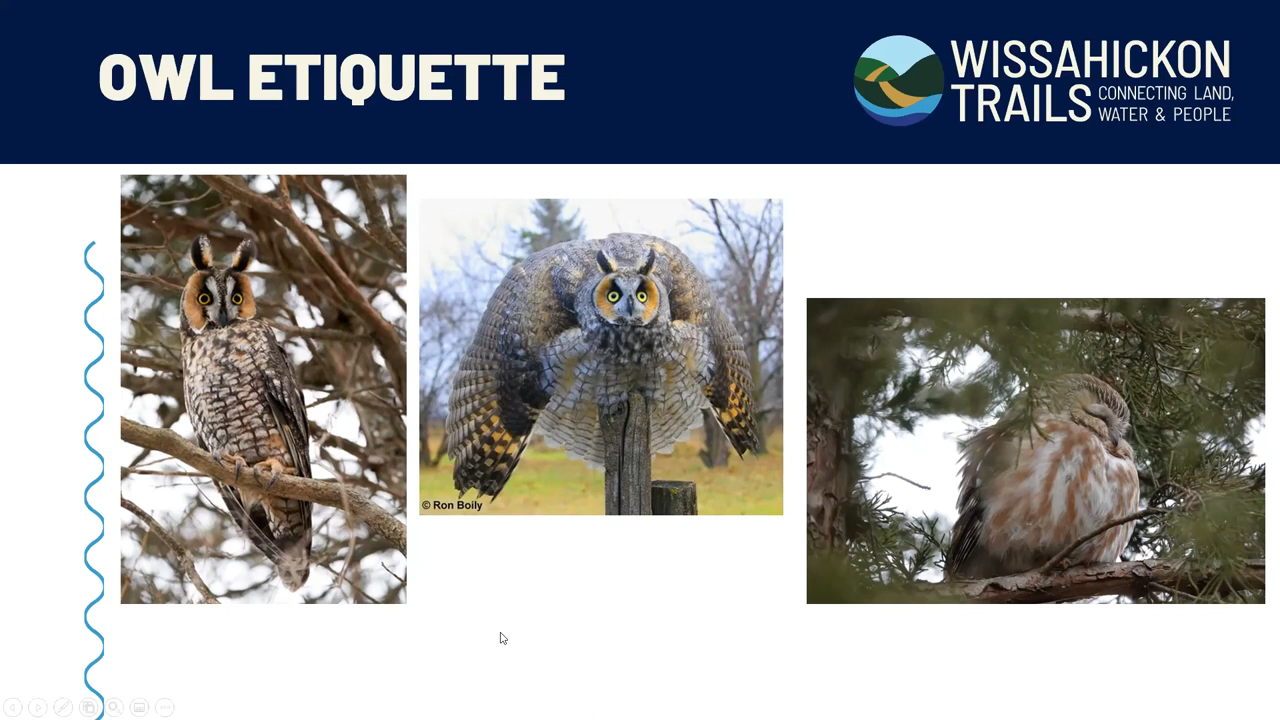 OWL ETIQUETTE
WISSAHICKON
TRAILS
CONNECTING LAND,
WATER & PEOPLE
© Ron Boily